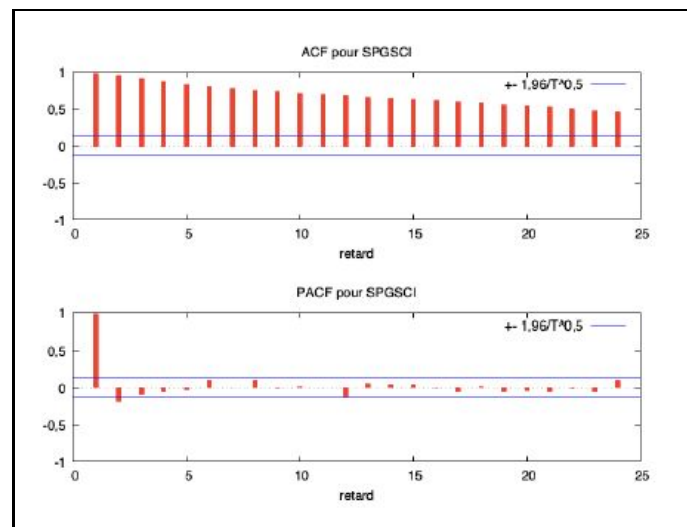 ACF pour SPGSCI
+- 1,96/T^0,5
1
0,5
0
-0,5
-1
0 5 10 15 20 25
retard
PACF pour SPGSCI
+- 1,96/T^0,5
1
0,5
0
-0,5
-1
0 5 10 15 20 25
retard